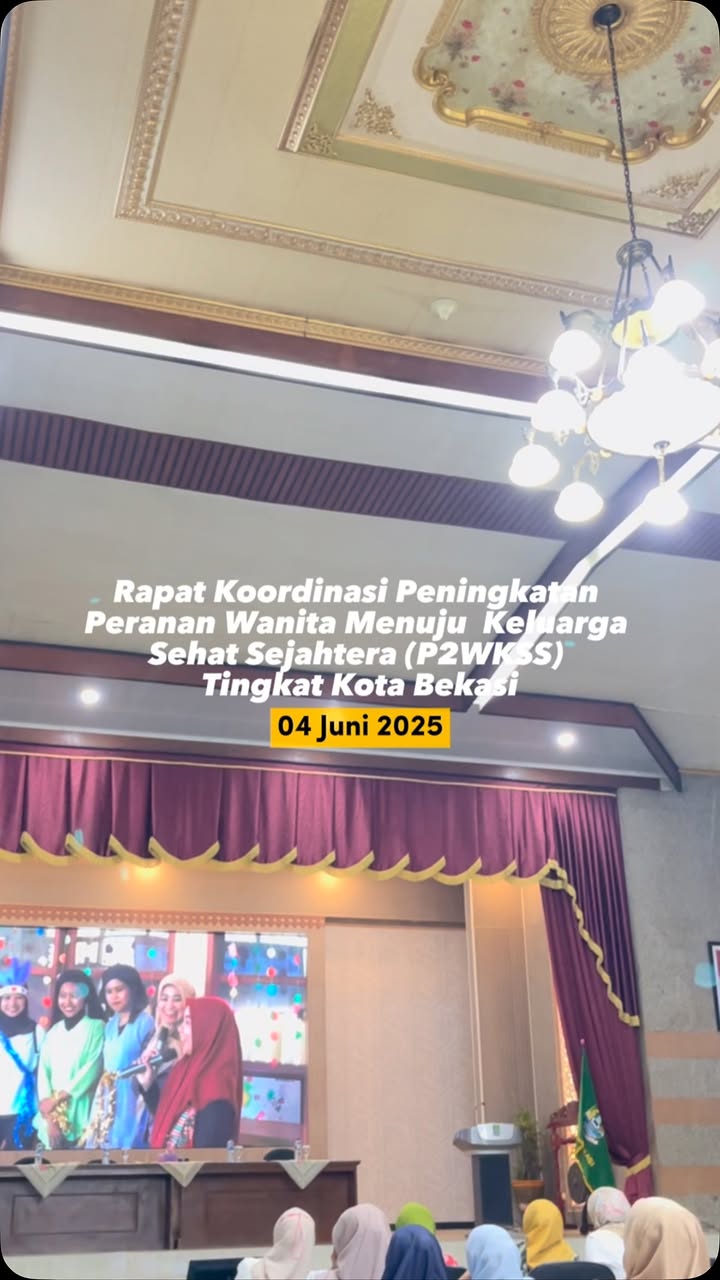 Rapat Koordinasi Peningkatan
Peranan Wanita Menuju Keluarga
Sehat Sejahtera (P2WKSS)
Tingkat Kota Bekasi
04 Juni 2025